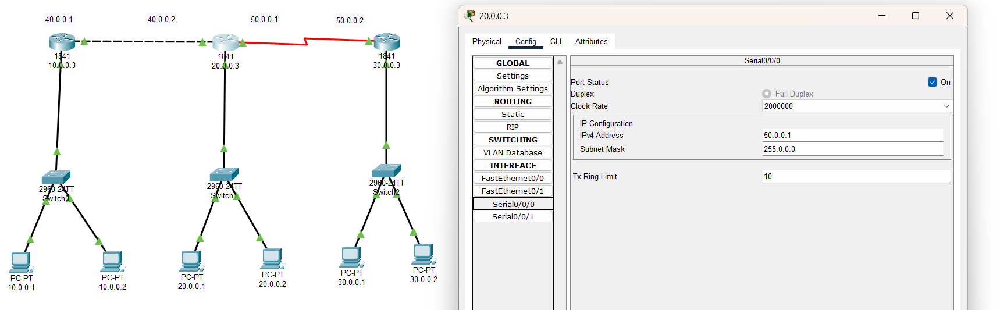 40.0.0.1
40.0.0.2
50.0.0.1
50.0.0.2
1841
10.0.0.3
1841
20.0.0.3
1841
30.0.0.3
2960-24TT
Switch0
2960-24TT
Switch1
2960-24TT
Switch2
PC-PT
10.0.0.1
PC-PT
10.0.0.2
PC-PT
20.0.0.1
PC-PT
20.0.0.2
PC-PT
30.0.0.1
PC-PT
30.0.0.2
20.0.0.3
Physical Config CLI Attributes
GLOBAL
Settings
Algorithm Settings
ROUTING
Static
RIP
SWITCHING
VLAN Database
INTERFACE
FastEthernet0/0
FastEthernet0/1
Serial0/0/0
Serial0/0/1
Serial0/0/0
Port Status On
Duplex Full Duplex
Clock Rate 2000000
IP Configuration
IPv4 Address 50.0.0.1
Subnet Mask 255.0.0.0
Tx Ring Limit 10